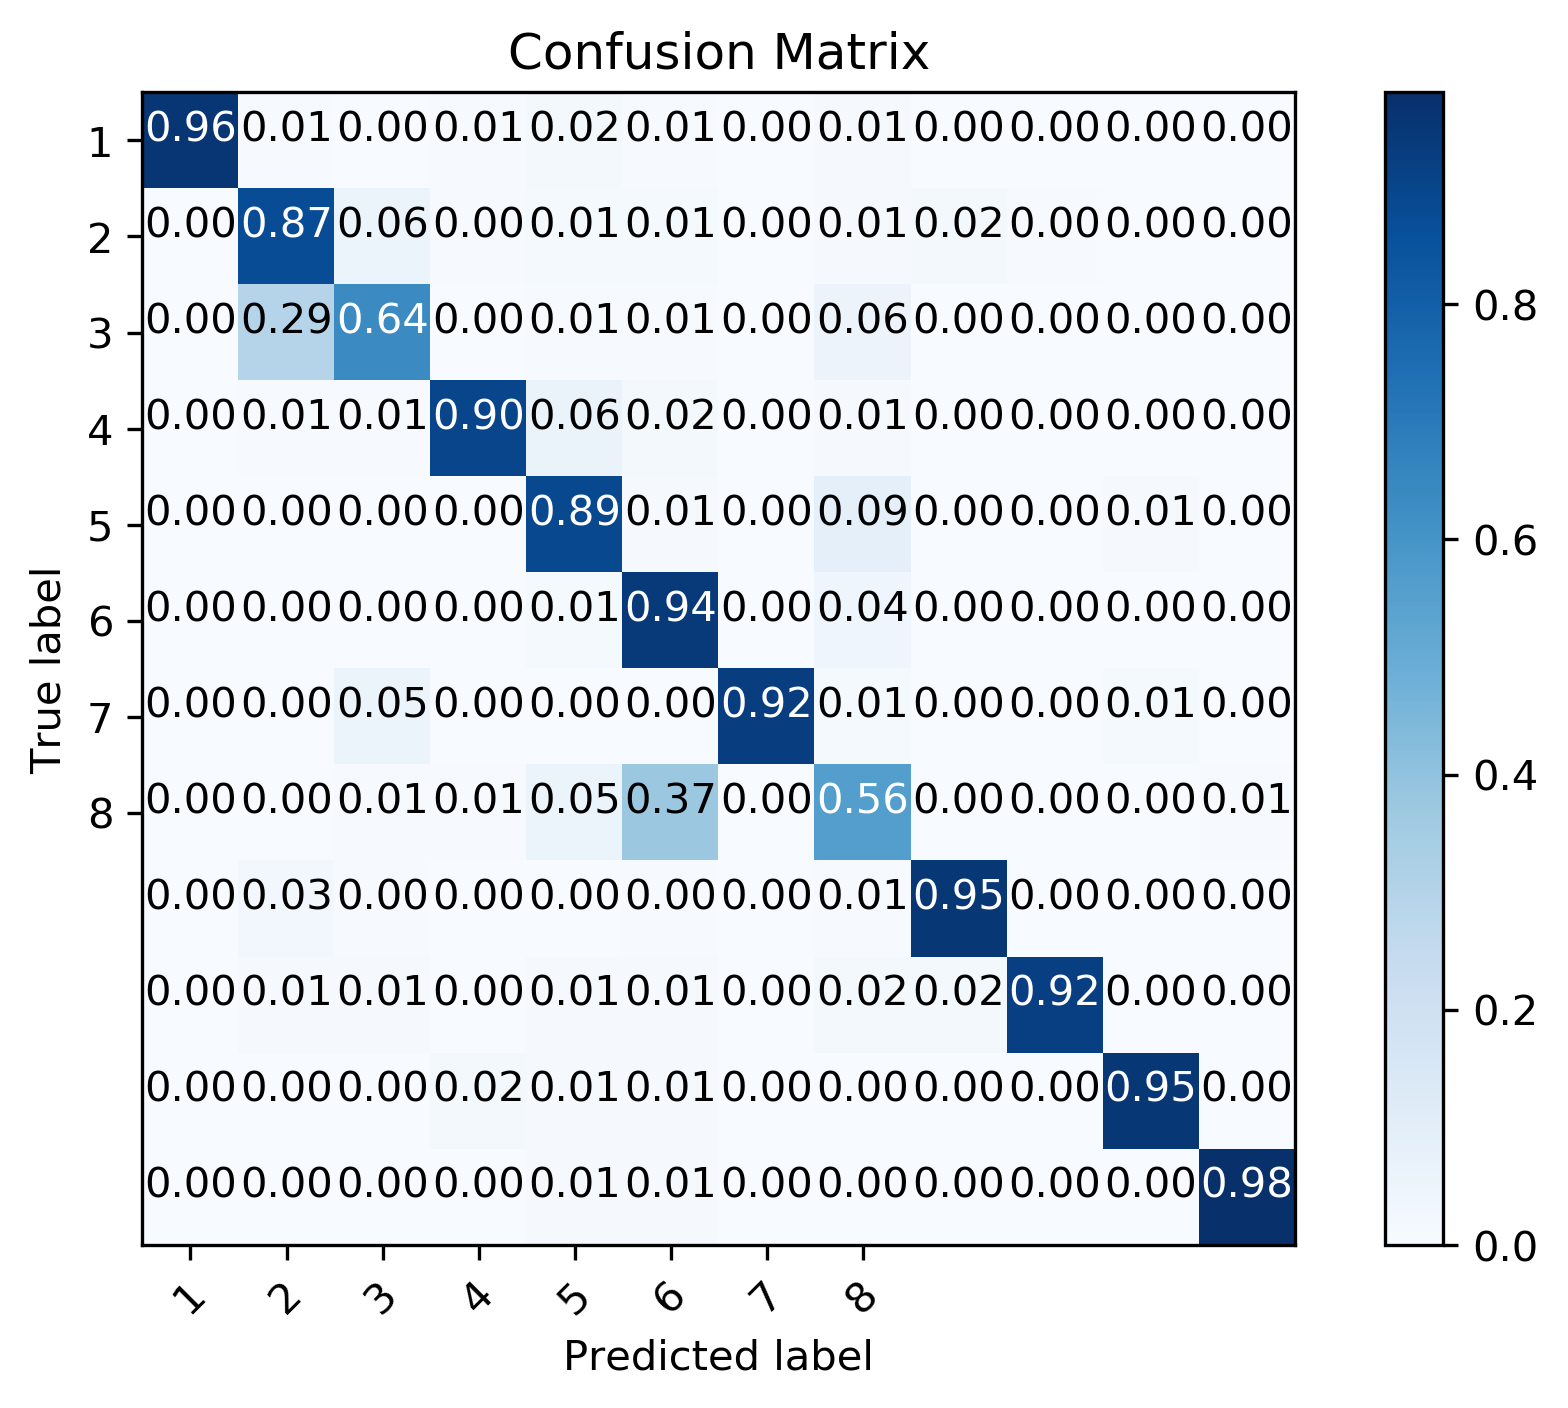 Confusion Matrix
1 0.96 0.01 0.00 0.01 0.02 0.01 0.00 0.01 0.00 0.00 0.00 0.00
2 0.00 0.87 0.06 0.00 0.01 0.01 0.00 0.01 0.02 0.00 0.00 0.00
3 0.00 0.29 0.64 0.00 0.01 0.01 0.00 0.06 0.00 0.00 0.00 0.00
4 0.00 0.01 0.01 0.90 0.06 0.02 0.00 0.01 0.00 0.00 0.00 0.00
5 0.00 0.00 0.00 0.00 0.89 0.01 0.00 0.09 0.00 0.00 0.01 0.00
6 0.00 0.00 0.00 0.00 0.01 0.94 0.00 0.04 0.00 0.00 0.00 0.00
7 0.00 0.00 0.05 0.00 0.00 0.00 0.92 0.01 0.00 0.00 0.01 0.00
8 0.00 0.00 0.01 0.01 0.05 0.37 0.00 0.56 0.00 0.00 0.00 0.01
0.00 0.03 0.00 0.00 0.00 0.00 0.00 0.01 0.95 0.00 0.00 0.00
0.00 0.01 0.01 0.00 0.01 0.01 0.00 0.02 0.02 0.92 0.00 0.00
0.00 0.00 0.00 0.02 0.01 0.01 0.00 0.00 0.00 0.00 0.95 0.00
0.00 0.00 0.00 0.00 0.01 0.01 0.00 0.00 0.00 0.00 0.00 0.98
True label
1 2 3 4 5 6 7 8
Predicted label
0.8
0.6
0.4
0.2
0.0